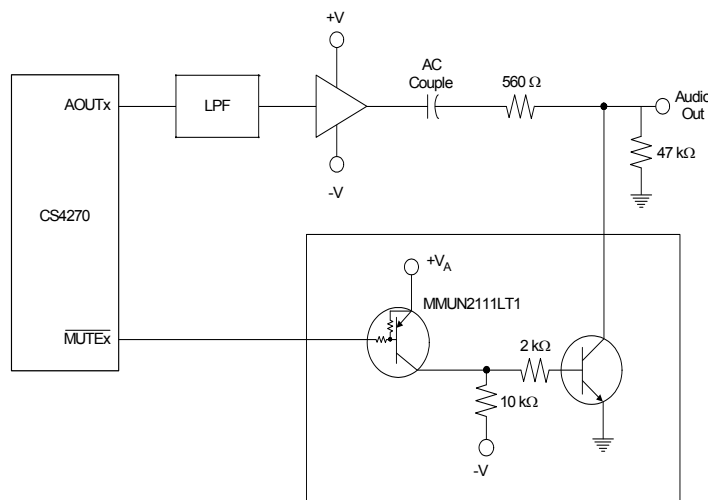 +V
AC
Couple
560 Ω
AOUTx
LPF
Audio
Out
47 kΩ
-V
CS4270
+VA
MMUN2111LT1
MUTEx
2 kΩ
10 kΩ
-V